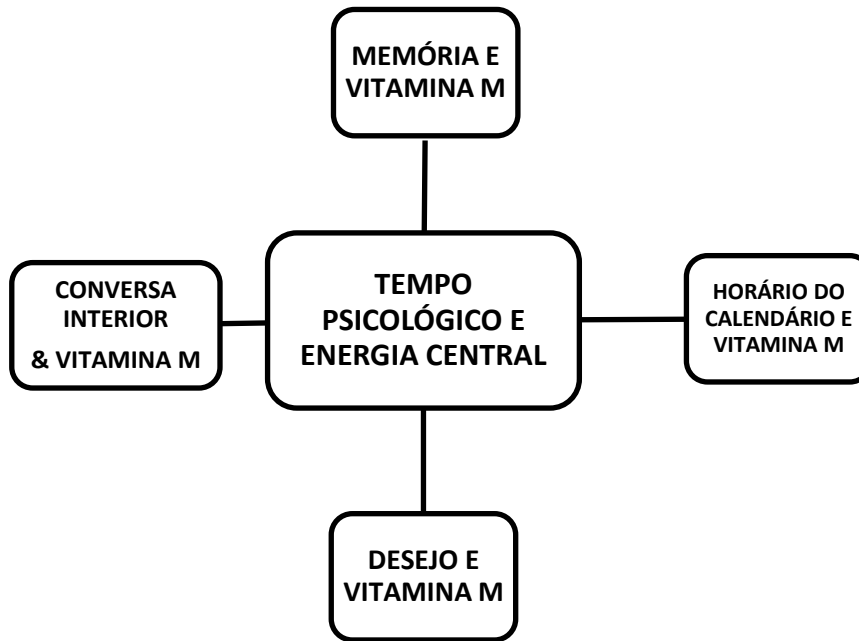 MEMÓRIA E
VITAMINA M
CONVERSA
INTERIOR
& VITAMINA M
TEMPO
PSICOLÓGICO E
ENERGIA CENTRAL
HORÁRIO DO
CALENDÁRIO E
VITAMINA M
DESEJO E
VITAMINA M